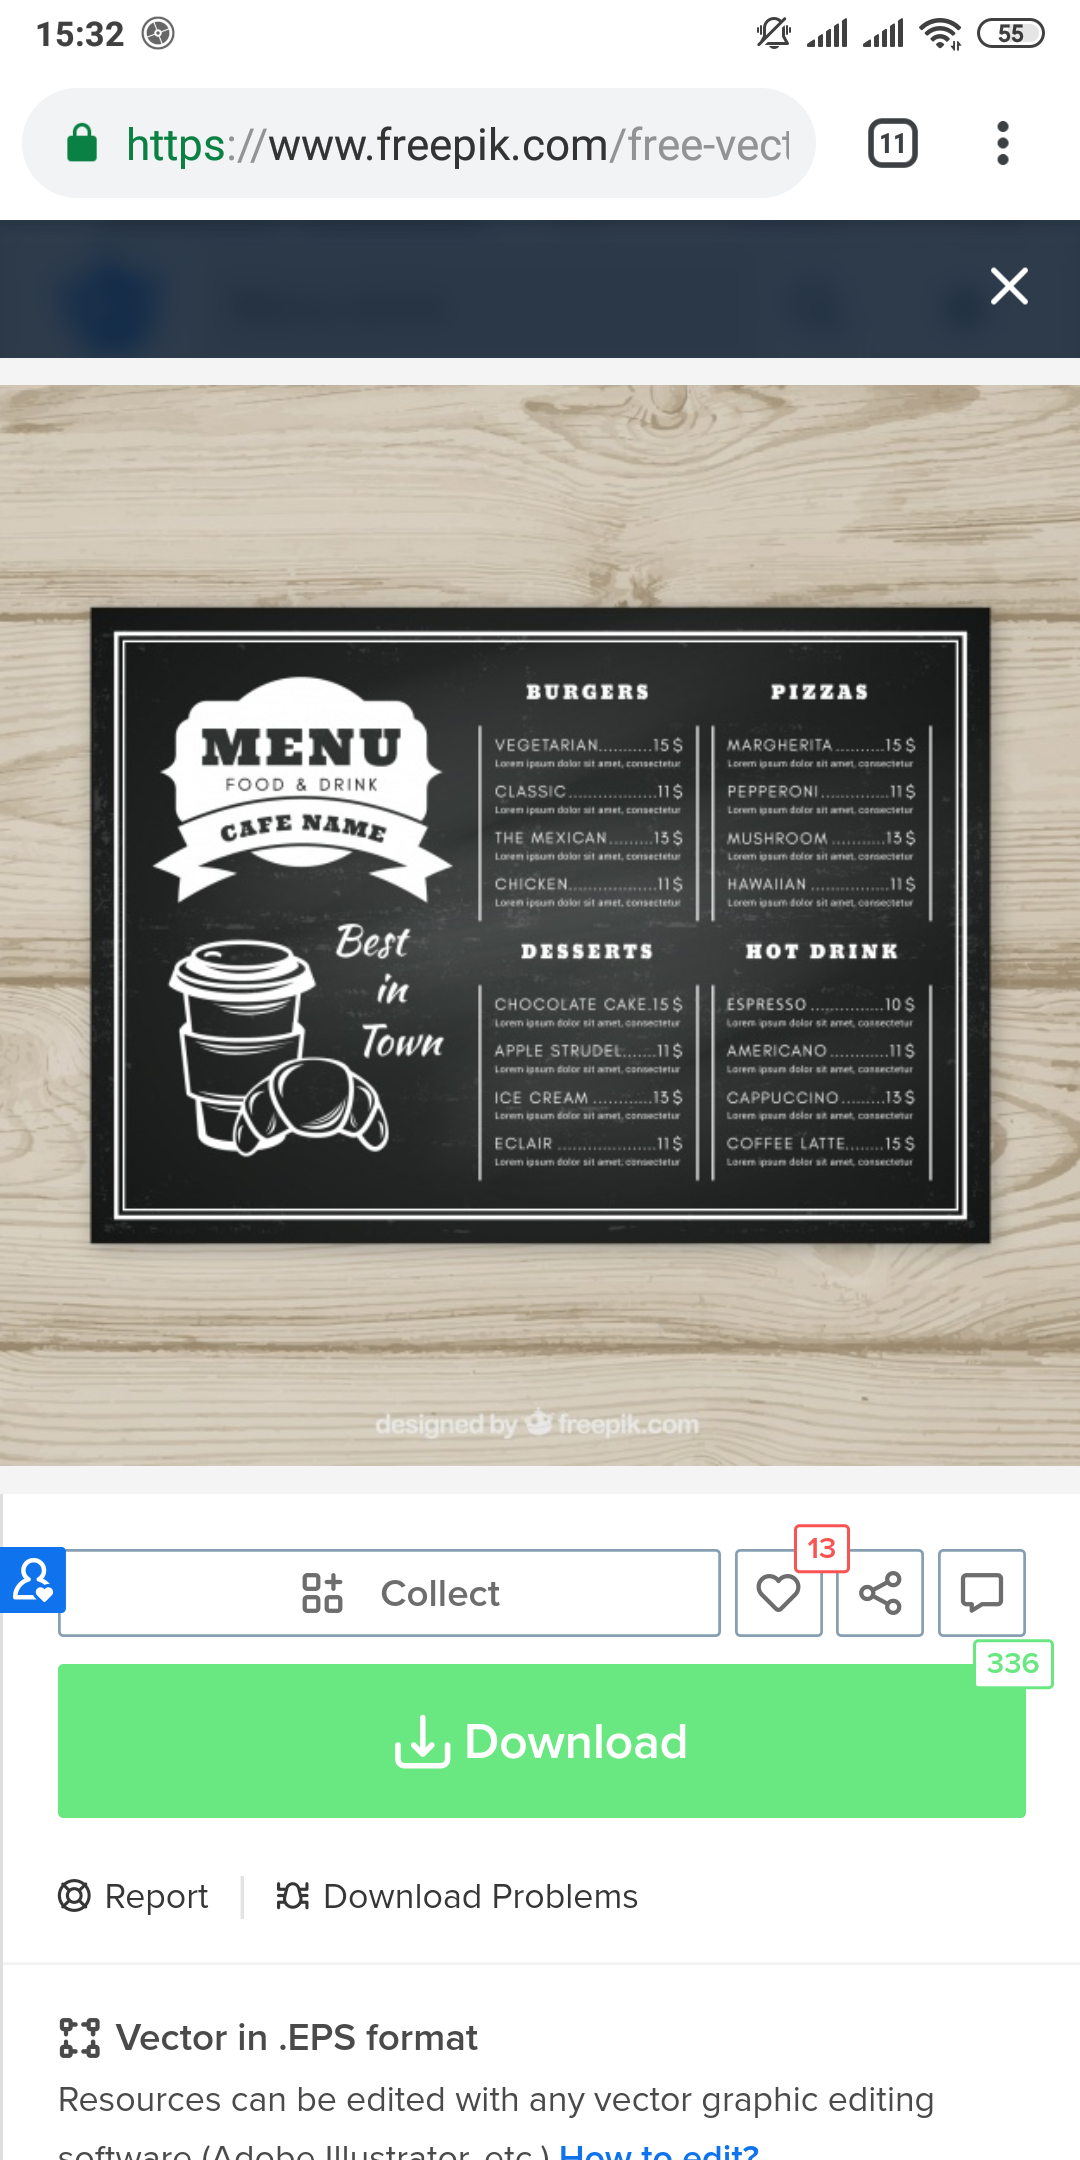 15:32
55
https://www.freepik.com/free-vect
11
MENU
FOOD & DRINK
CAFE NAME
Best
in
Town
BURGERS
VEGETARIAN..........15 $
Lorem ipsum dolor sit amet, consectetur
CLASSIC.................11 $
Lorem ipsum dolor sit amet, consectetur
THE MEXICAN.........13 $
Lorem ipsum dolor sit amet, consectetur
CHICKEN.................11 $
Lorem ipsum dolor sit amet, consectetur
PIZZAS
MARGHERITA..........15 $
Lorem ipsum dolor sit amet, consectetur
PEPPERONI..............11 $
Lorem ipsum dolor sit amet, consectetur
MUSHROOM...........13 $
Lorem ipsum dolor sit amet, consectetur
HAWAIIAN ...............11 $
Lorem ipsum dolor sit amet, consectetur
DESSERTS
CHOCOLATE CAKE.15 $
Lorem ipsum dolor sit amet, consectetur
APPLE STRUDEL.......11 $
Lorem ipsum dolor sit amet, consectetur
ICE CREAM ............13 $
Lorem ipsum dolor sit amet, consectetur
ECLAIR ...................11 $
Lorem ipsum dolor sit amet, consectetur
HOT DRINK
ESPRESSO ..............10 $
Lorem ipsum dolor sit amet, consectetur
AMERICANO............11 $
Lorem ipsum dolor sit amet, consectetur
CAPPUCCINO.........13 $
Lorem ipsum dolor sit amet, consectetur
COFFEE LATTE........15 $
Lorem ipsum dolor sit amet, consectetur
designed by freepik.com
Collect
13
336
Download
Report
Download Problems
Vector in .EPS format
Resources can be edited with any vector graphic editing
software (Adobe Illustrator, etc.) How to edit?